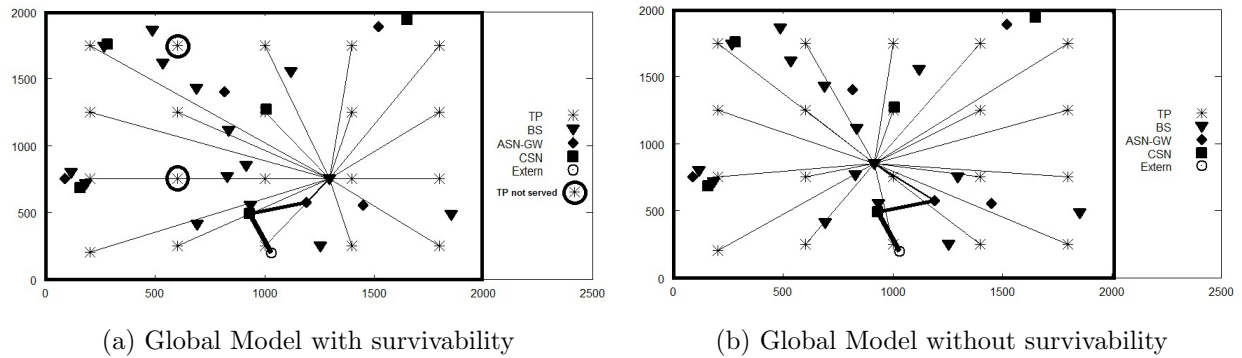 2000
1500
1000
500
0
0 500 1000 1500 2000 2500
TP
BS
ASN-GW
CSN
Extern
TP not served
(a) Global Model with survivability
2000
1500
1000
500
0
0 500 1000 1500 2000 2500
TP
BS
ASN-GW
CSN
Extern
(b) Global Model without survivability